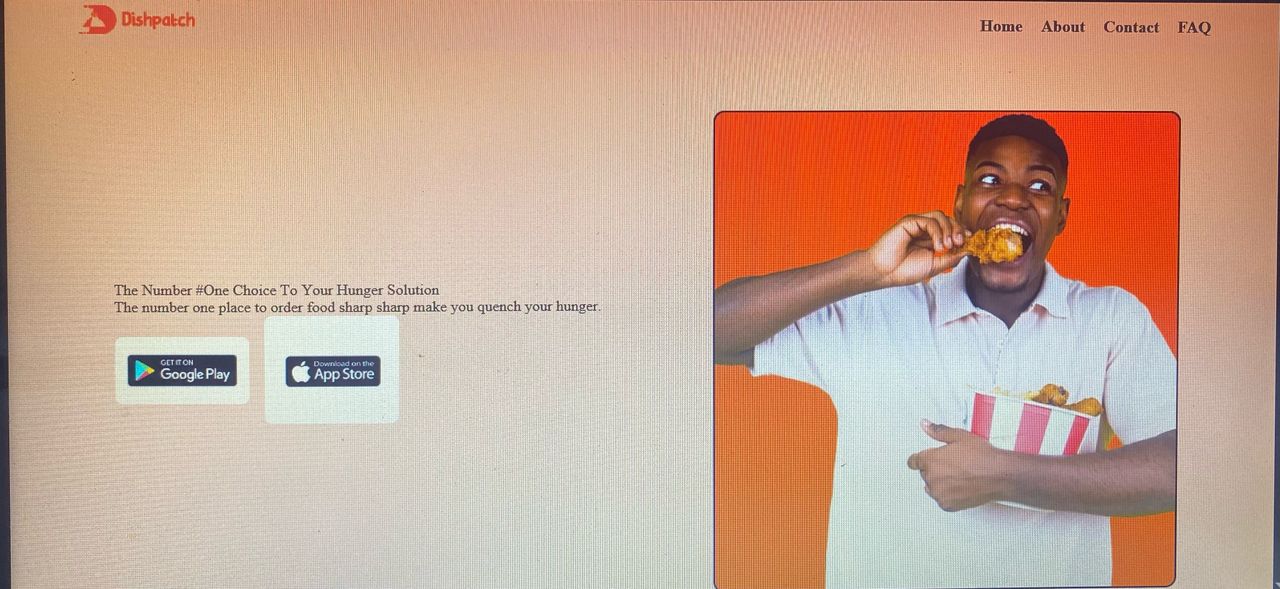 Dishpatch
Home About Contact FAQ
The Number #One Choice To Your Hunger Solution
The number one place to order food sharp sharp make you quench your hunger.
GET IT ON
Google Play
Download on the
App Store